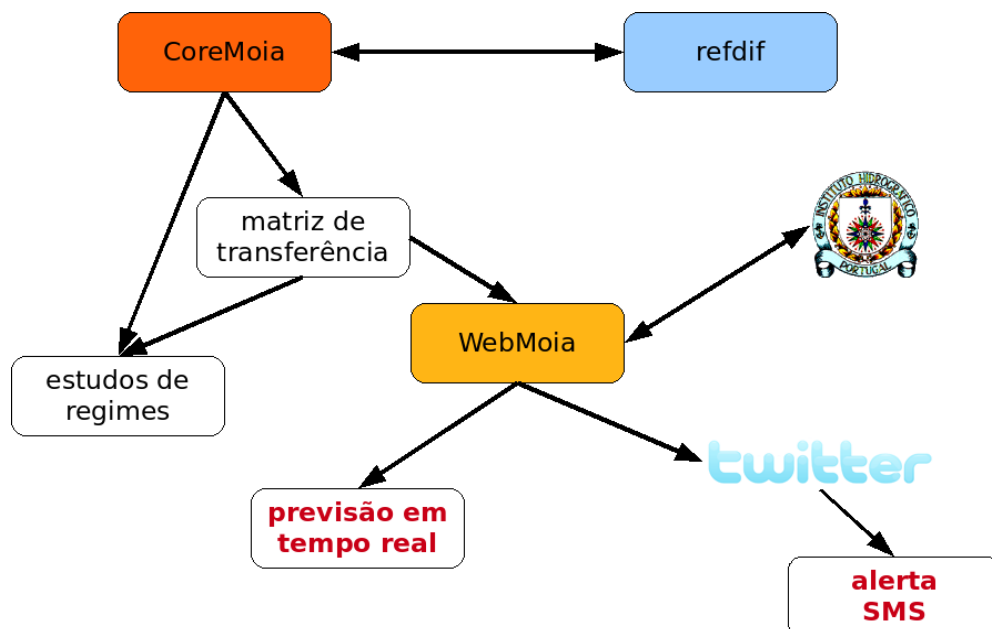 CoreMoia
refdif
matriz de
transferência
INSTITUTO HIDROGRÁFICO
PORTUGAL
WebMoia
estudos de
regimes
twitter
previsão em
tempo real
alerta
SMS